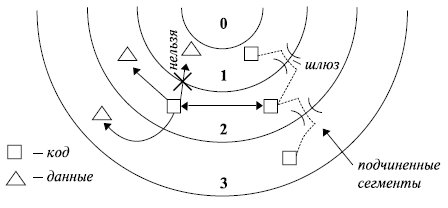 0
нельзя
1
шлюз
2
– код
– данные
3
подчиненные
сегменты